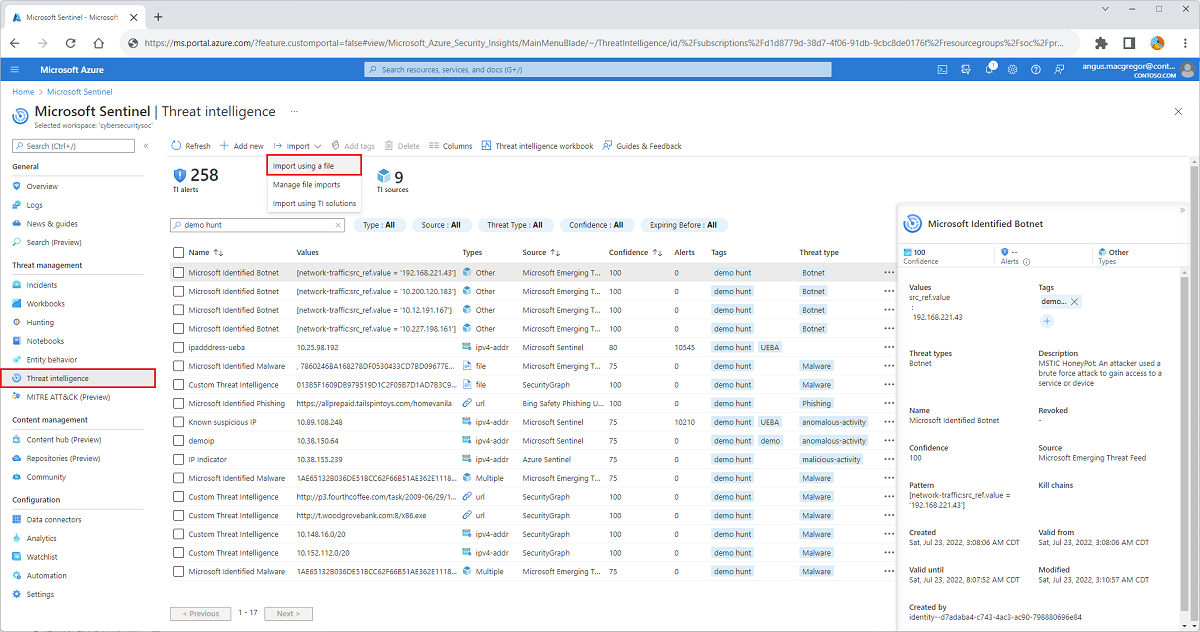 Microsoft Sentinel - Microsoft
https://ms.portal.azure.com/?feature.customportal=false#view/Microsoft_Azure_Security_Insights/MainMenuBlade/~/ThreatIntelligence/id/%2Fsubscriptions%2Fd1d8779d-38d7-4f06-91db-9cbc8de0176f%2Fresourcegroups%2Fsoc%2Fpr...
Microsoft Azure
Search resources, services, and docs (G+/)
1
angus.macgregor@cont...
CONTOSO.COM
Home > Microsoft Sentinel
Microsoft Sentinel | Threat intelligence ...
Selected workspace: 'cybersecuritysoc'
Search (Ctrl+/)
«
General
Overview
Logs
News & guides
Search (Preview)
Threat management
Incidents
Workbooks
Hunting
Notebooks
Entity behavior
Threat intelligence
MITRE ATT&CK (Preview)
Content management
Content hub (Preview)
Repositories (Preview)
Community
Configuration
Data connectors
Analytics
Watchlist
Automation
Settings
Refresh Add new Import Add tags Delete Columns Threat intelligence workbook Guides & Feedback
Import using a file
Manage file imports
Import using TI solutions
258
TI alerts
9
TI sources
demo hunt
Type : All Source : All Threat Type : All Confidence : All Expiring Before : All
Name Values Types Source Confidence Alerts Tags Threat type
Microsoft Identified Botnet [network-traffic:src_ref.value = '192.168.221.43'] Other Microsoft Emerging T... 100 0 demo hunt Botnet ...
Microsoft Identified Botnet [network-traffic:src_ref.value = '10.200.120.183'] Other Microsoft Emerging T... 100 0 demo hunt Botnet ...
Microsoft Identified Botnet [network-traffic:src_ref.value = '10.12.191.167'] Other Microsoft Emerging T... 100 0 demo hunt Botnet ...
Microsoft Identified Botnet [network-traffic:src_ref.value = '10.227.198.161'] Other Microsoft Emerging T... 100 0 demo hunt Botnet ...
ipadddress-ueba 10.25.98.192 ipv4-addr Microsoft Sentinel 80 10545 demo hunt UEBA ...
Microsoft Identified Malware , 7860246BA168278DF0530433CD7BD09677E... file Microsoft Emerging T... 100 0 demo hunt Malware ...
Custom Threat Intelligence 013B5F1609DB979519D1C2F05B7D1AD7B3C9... file SecurityGraph 100 0 demo hunt Malware ...
Microsoft Identified Phishing https://allprepaid.tailspintoys.com/homevanila url Bing Safety Phishing U... 100 0 demo hunt Phishing ...
Known suspicious IP 10.89.108.248 ipv4-addr Microsoft Sentinel 75 10210 demo hunt UEBA anomalous-activity ...
demoip 10.38.150.64 ipv4-addr Microsoft Sentinel 75 0 demo hunt demo anomalous-activity ...
IP Indicator 10.38.155.239 ipv4-addr Azure Sentinel 75 0 demo hunt malicious-activity ...
Microsoft Identified Malware 1AE65132B036DE51BCC62F66B51AE362E1118... Multiple Microsoft Emerging T... 75 0 demo hunt Malware ...
Custom Threat Intelligence http://p3.fourthcoffee.com/task/2009-06/29/1... url SecurityGraph 100 0 demo hunt Malware ...
Custom Threat Intelligence http://t.woodgrovebank.com:8/x86.exe url SecurityGraph 100 0 demo hunt Malware ...
Custom Threat Intelligence 10.148.16.0/20 ipv4-addr SecurityGraph 100 0 demo hunt Malware ...
Custom Threat Intelligence 10.152.112.0/20 ipv4-addr SecurityGraph 100 0 demo hunt Malware ...
Microsoft Identified Malware 1AE65132B036DE51BCC62F66B51AE362E1118... Multiple Microsoft Emerging T... 75 0 demo hunt Malware ...
< Previous 1 - 17 Next >
Microsoft Identified Botnet
100
Confidence
--
Alerts
Other
Types
Values
src_ref.value
:
192.168.221.43
Tags
demo...
Threat types
Botnet
Description
MSTIC HoneyPot: An attacker used a
brute force attack to gain access to a
service or device
Name
Microsoft Identified Botnet
Revoked
-
Confidence
100
Source
Microsoft Emerging Threat Feed
Pattern
[network-traffic:src_ref.value =
'192.168.221.43']
Kill chains
Created
Sat, Jul 23, 2022, 3:08:06 AM CDT
Valid from
Sat, Jul 23, 2022, 3:08:06 AM CDT
Valid until
Sat, Jul 23, 2022, 8:07:52 AM CDT
Modified
Sat, Jul 23, 2022, 3:10:57 AM CDT
Created by
identity--d7adaba4-c743-4ac3-ac90-798880696e84